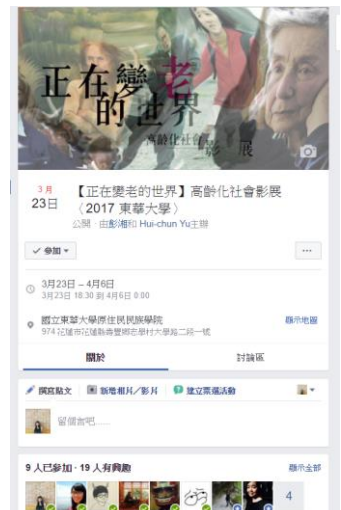 正在變老
的世界
高齡化社會 影展
3月
23日
【正在變老的世界】高齡化社會影展
〈2017 東華大學〉
公開 · 由彭湘和 Hui-chun Yu主辦
✓ 參加
3月23日 – 4月6日
3月23日 18:30 到 4月6日 0:00
國立東華大學原住民民族學院
顯示地圖
974 花蓮市花蓮縣壽豐鄉志學村大學路二段一號
關於
討論區
撰寫貼文
新增相片/影片
建立票選活動
留個言吧......
9 人已參加 · 19 人有興趣
顯示全部
4